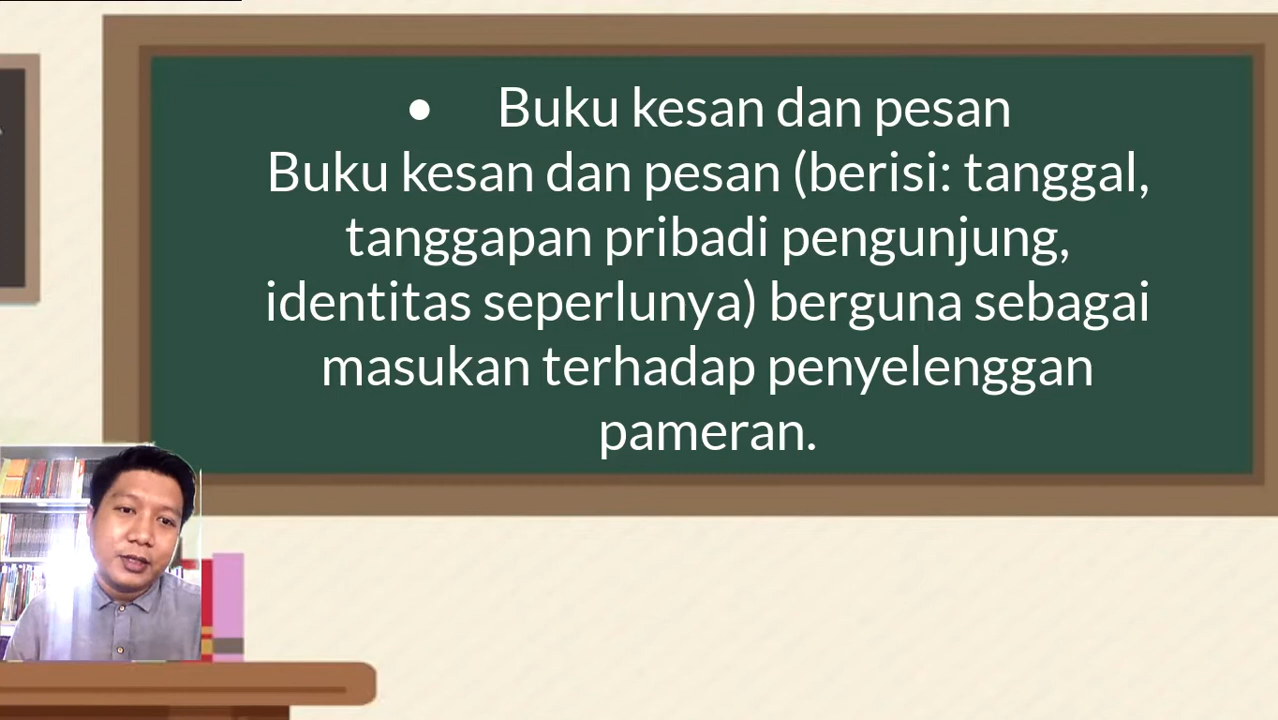 • Buku kesan dan pesan
Buku kesan dan pesan (berisi: tanggal,
tanggapan pribadi pengunjung,
identitas seperlunya) berguna sebagai
masukan terhadap penyelenggan
pameran.